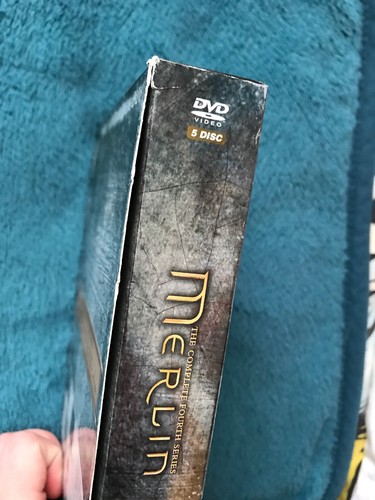 DVD
VIDEO
5 DISC
MERLIN
THE COMPLETE FOURTH SERIES